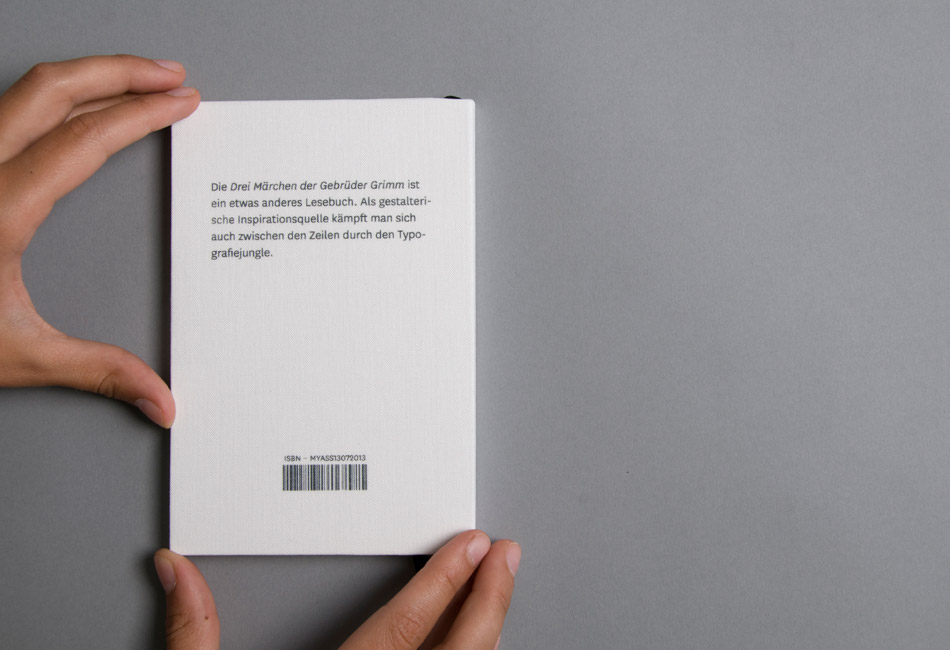 Die Drei Märchen der Gebrüder Grimm ist
ein etwas anderes Lesebuch. Als gestalteri-
sche Inspirationsquelle kämpft man sich
auch zwischen den Zeilen durch den Typo-
grafiejungle.
ISBN - MYASS13072013